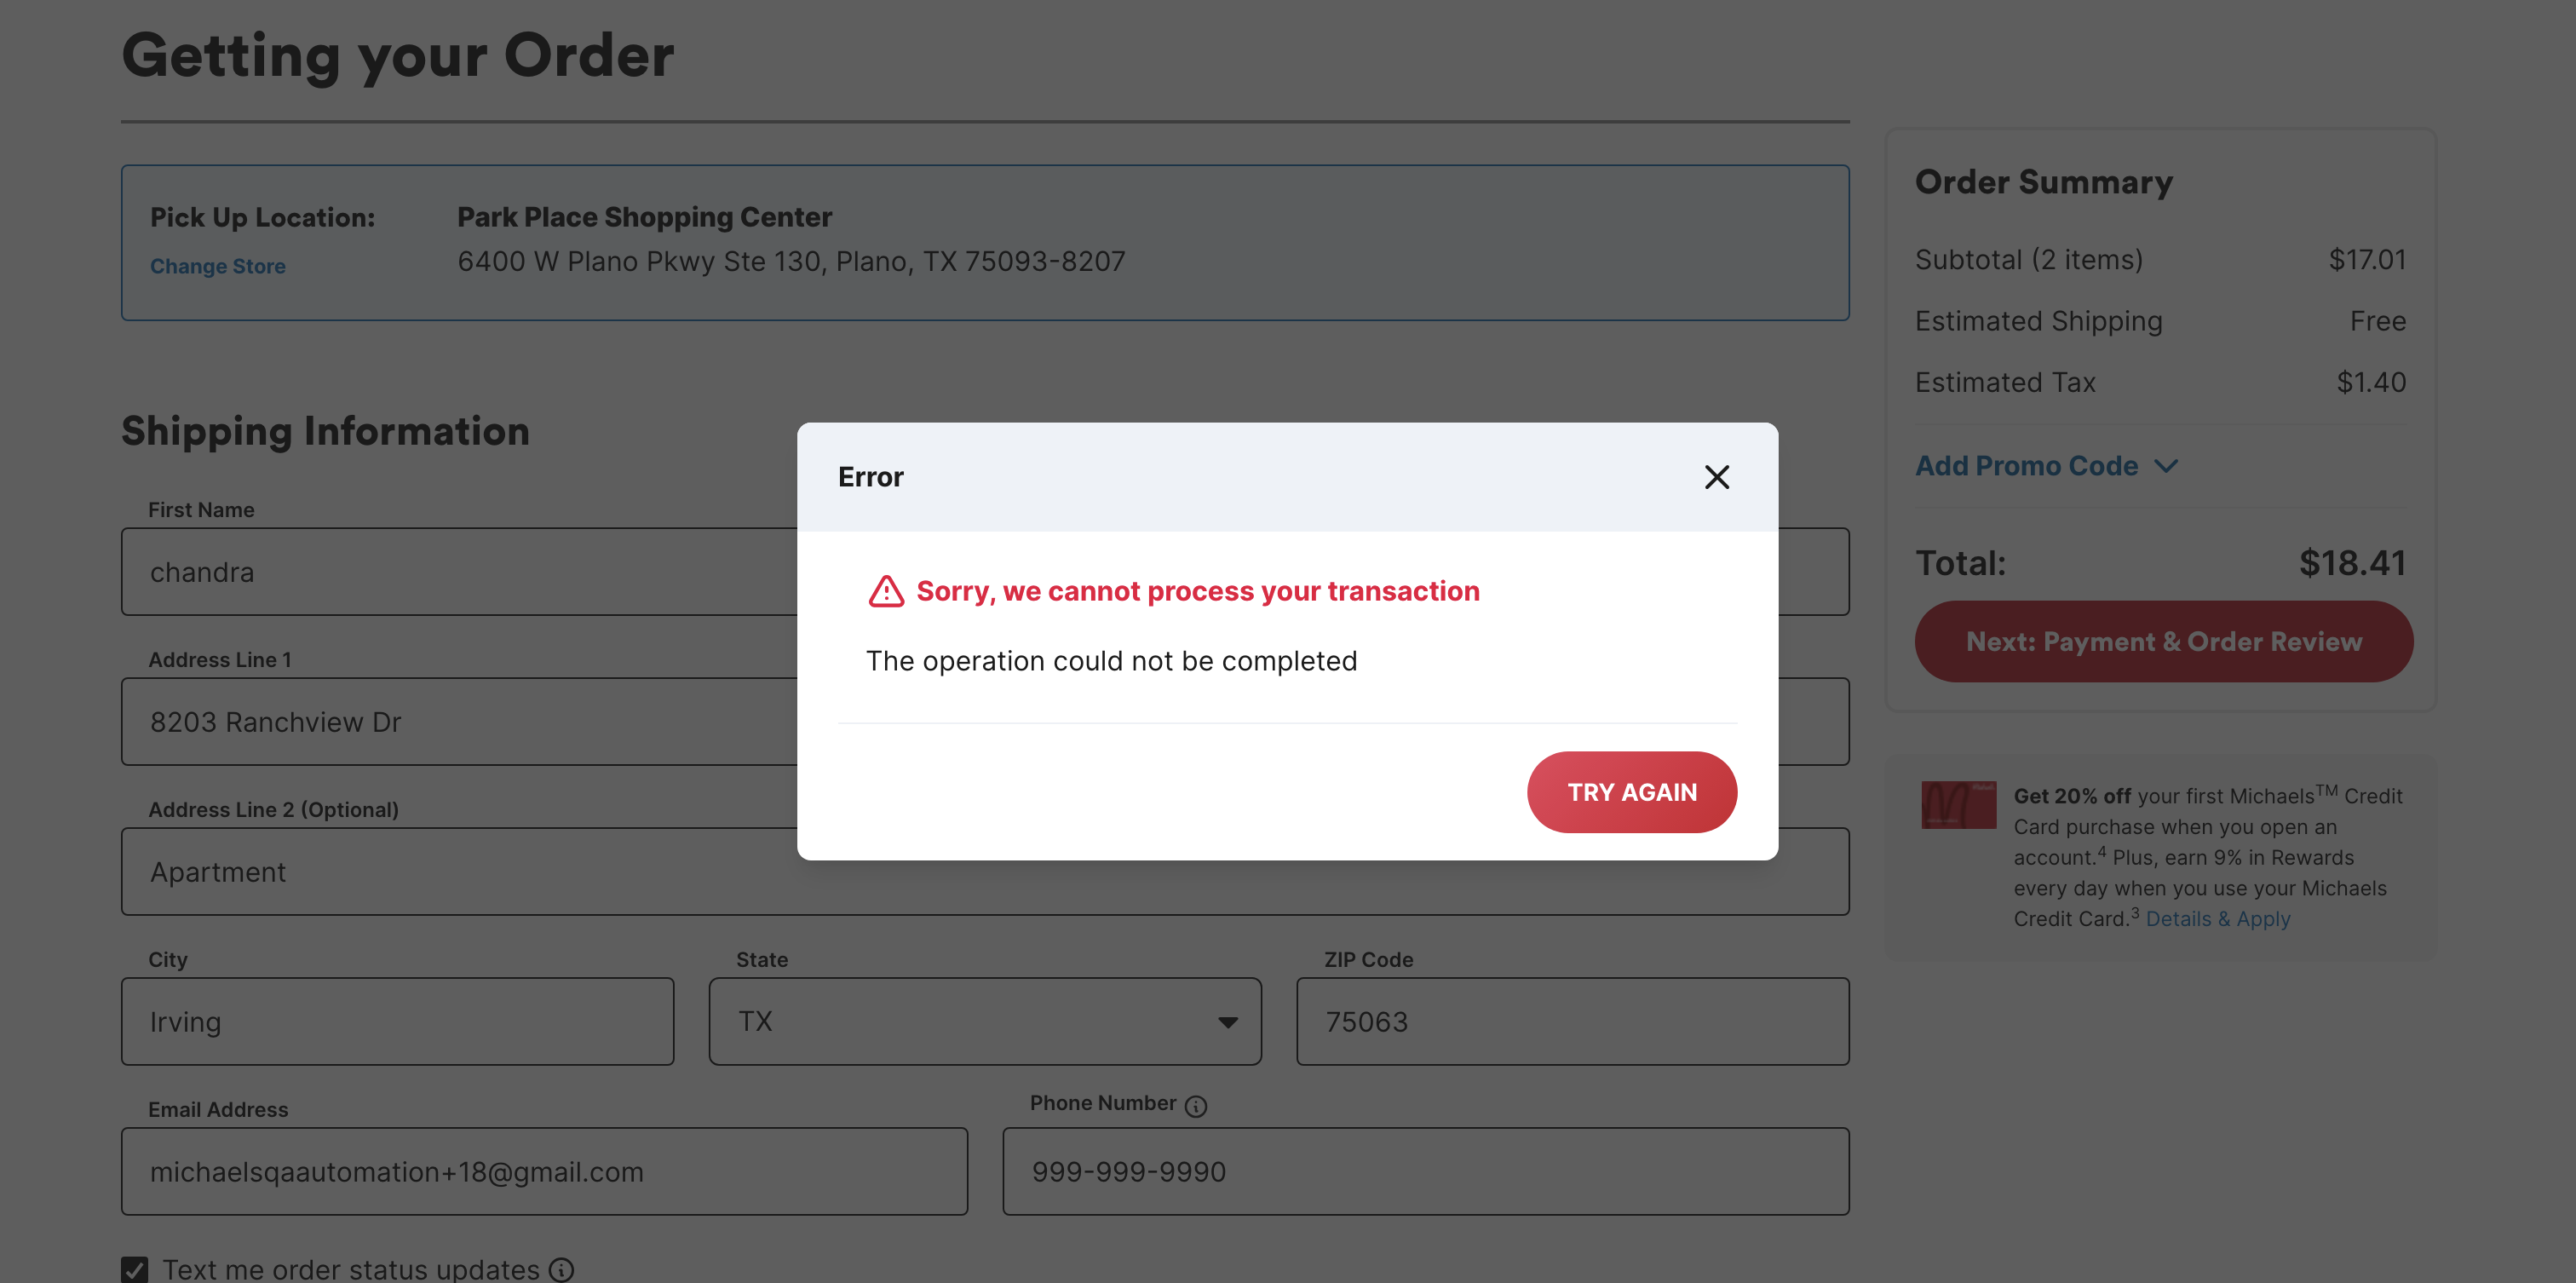 Getting your Order
Pick Up Location:
Change Store
Park Place Shopping Center
6400 W Plano Pkwy Ste 130, Plano, TX 75093-8207
Shipping Information
First Name
chandra
Address Line 1
8203 Ranchview Dr
Address Line 2 (Optional)
Apartment
City
Irving
State
TX
ZIP Code
75063
Email Address
michaelsqaautomation+18@gmail.com
Phone Number
999-999-9990
Text me order status updates
Error
Sorry, we cannot process your transaction
The operation could not be completed
TRY AGAIN
Order Summary
Subtotal (2 items) $17.01
Estimated Shipping Free
Estimated Tax $1.40
Add Promo Code
Total: $18.41
Next: Payment & Order Review
Get 20% off your first Michaels™ Credit
Card purchase when you open an
account.⁴ Plus, earn 9% in Rewards
every day when you use your Michaels
Credit Card.³ Details & Apply